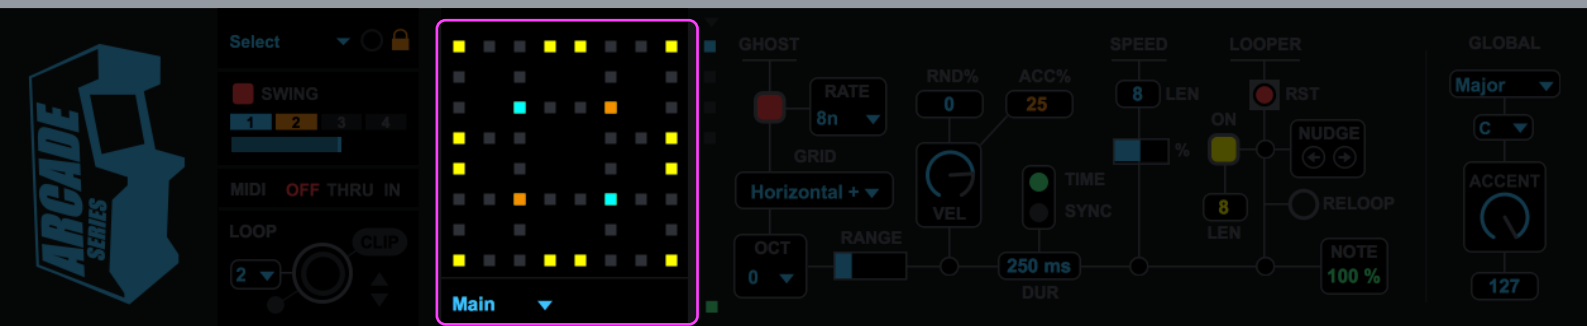 ARCADE
SERIES
Select
SWING
1 2 3 4
MIDI OFF THRU IN
LOOP
CLIP
2
Main
GHOST
RATE
8n
GRID
Horizontal +
OCT
0
RANGE
RND%
0
ACC%
25
VEL
TIME
SYNC
250 ms
DUR
SPEED
8 LEN
%
LOOPER
RST
ON
NUDGE
8
LEN
RELOOP
NOTE
100 %
GLOBAL
Major
C
ACCENT
127